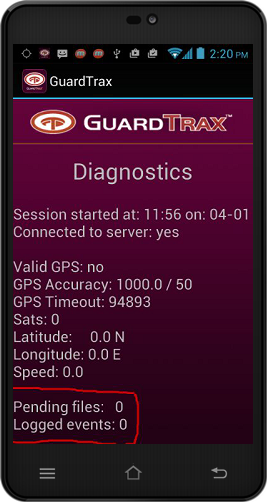 2:20 PM
GuardTrax
GUARDTRAX™
Diagnostics
Session started at: 11:56 on: 04-01
Connected to server: yes
Valid GPS: no
GPS Accuracy: 1000.0 / 50
GPS Timeout: 94893
Sats: 0
Latitude: 0.0 N
Longitude: 0.0 E
Speed: 0.0
Pending files: 0
Logged events: 0